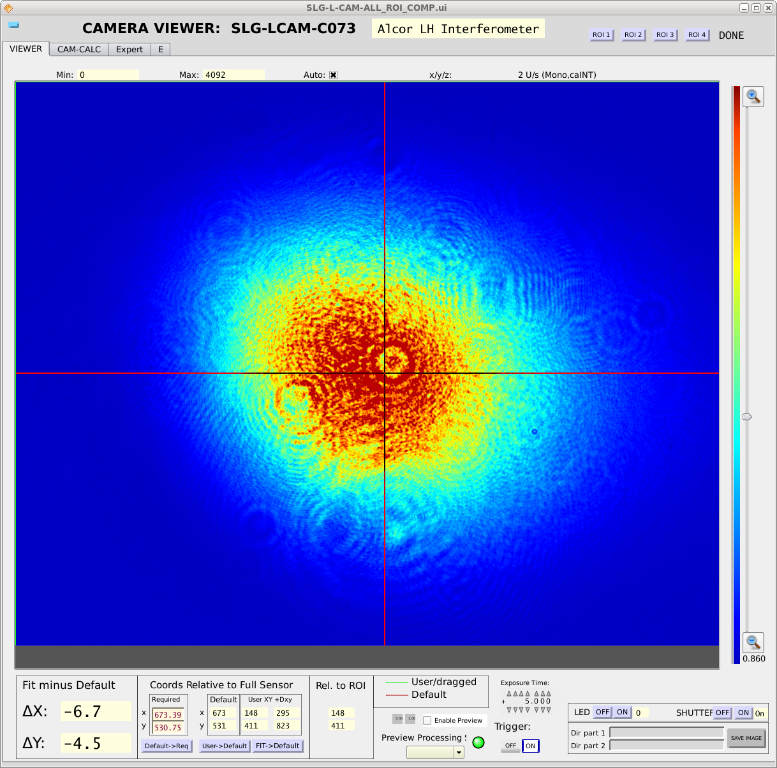 SLG-L-CAM-ALL_ROI_COMP.ui
CAMERA VIEWER: SLG-LCAM-C073 Alcor LH Interferometer ROI 1 ROI 2 ROI 3 ROI 4 DONE
VIEWER CAM-CALC Expert E
Min: 0 Max: 4092 Auto: x/y/z: 2 U/s (Mono,calNT)
0.860
Fit minus Default
ΔX: -6.7
ΔY: -4.5
Coords Relative to Full Sensor
Required Default User XY +Dxy
x 673.39 x 673 148 295
y 530.75 y 531 411 823
Default->Req User->Default FIT->Default
Rel. to ROI
148
411
User/dragged
Default
Enable Preview
Preview Processing
Exposure Time:
+ 5.000
Trigger:
OFF ON
LED OFF ON 0 SHUTTEF OFF ON On
Dir part 1
Dir part 2
SAVE IMAGE